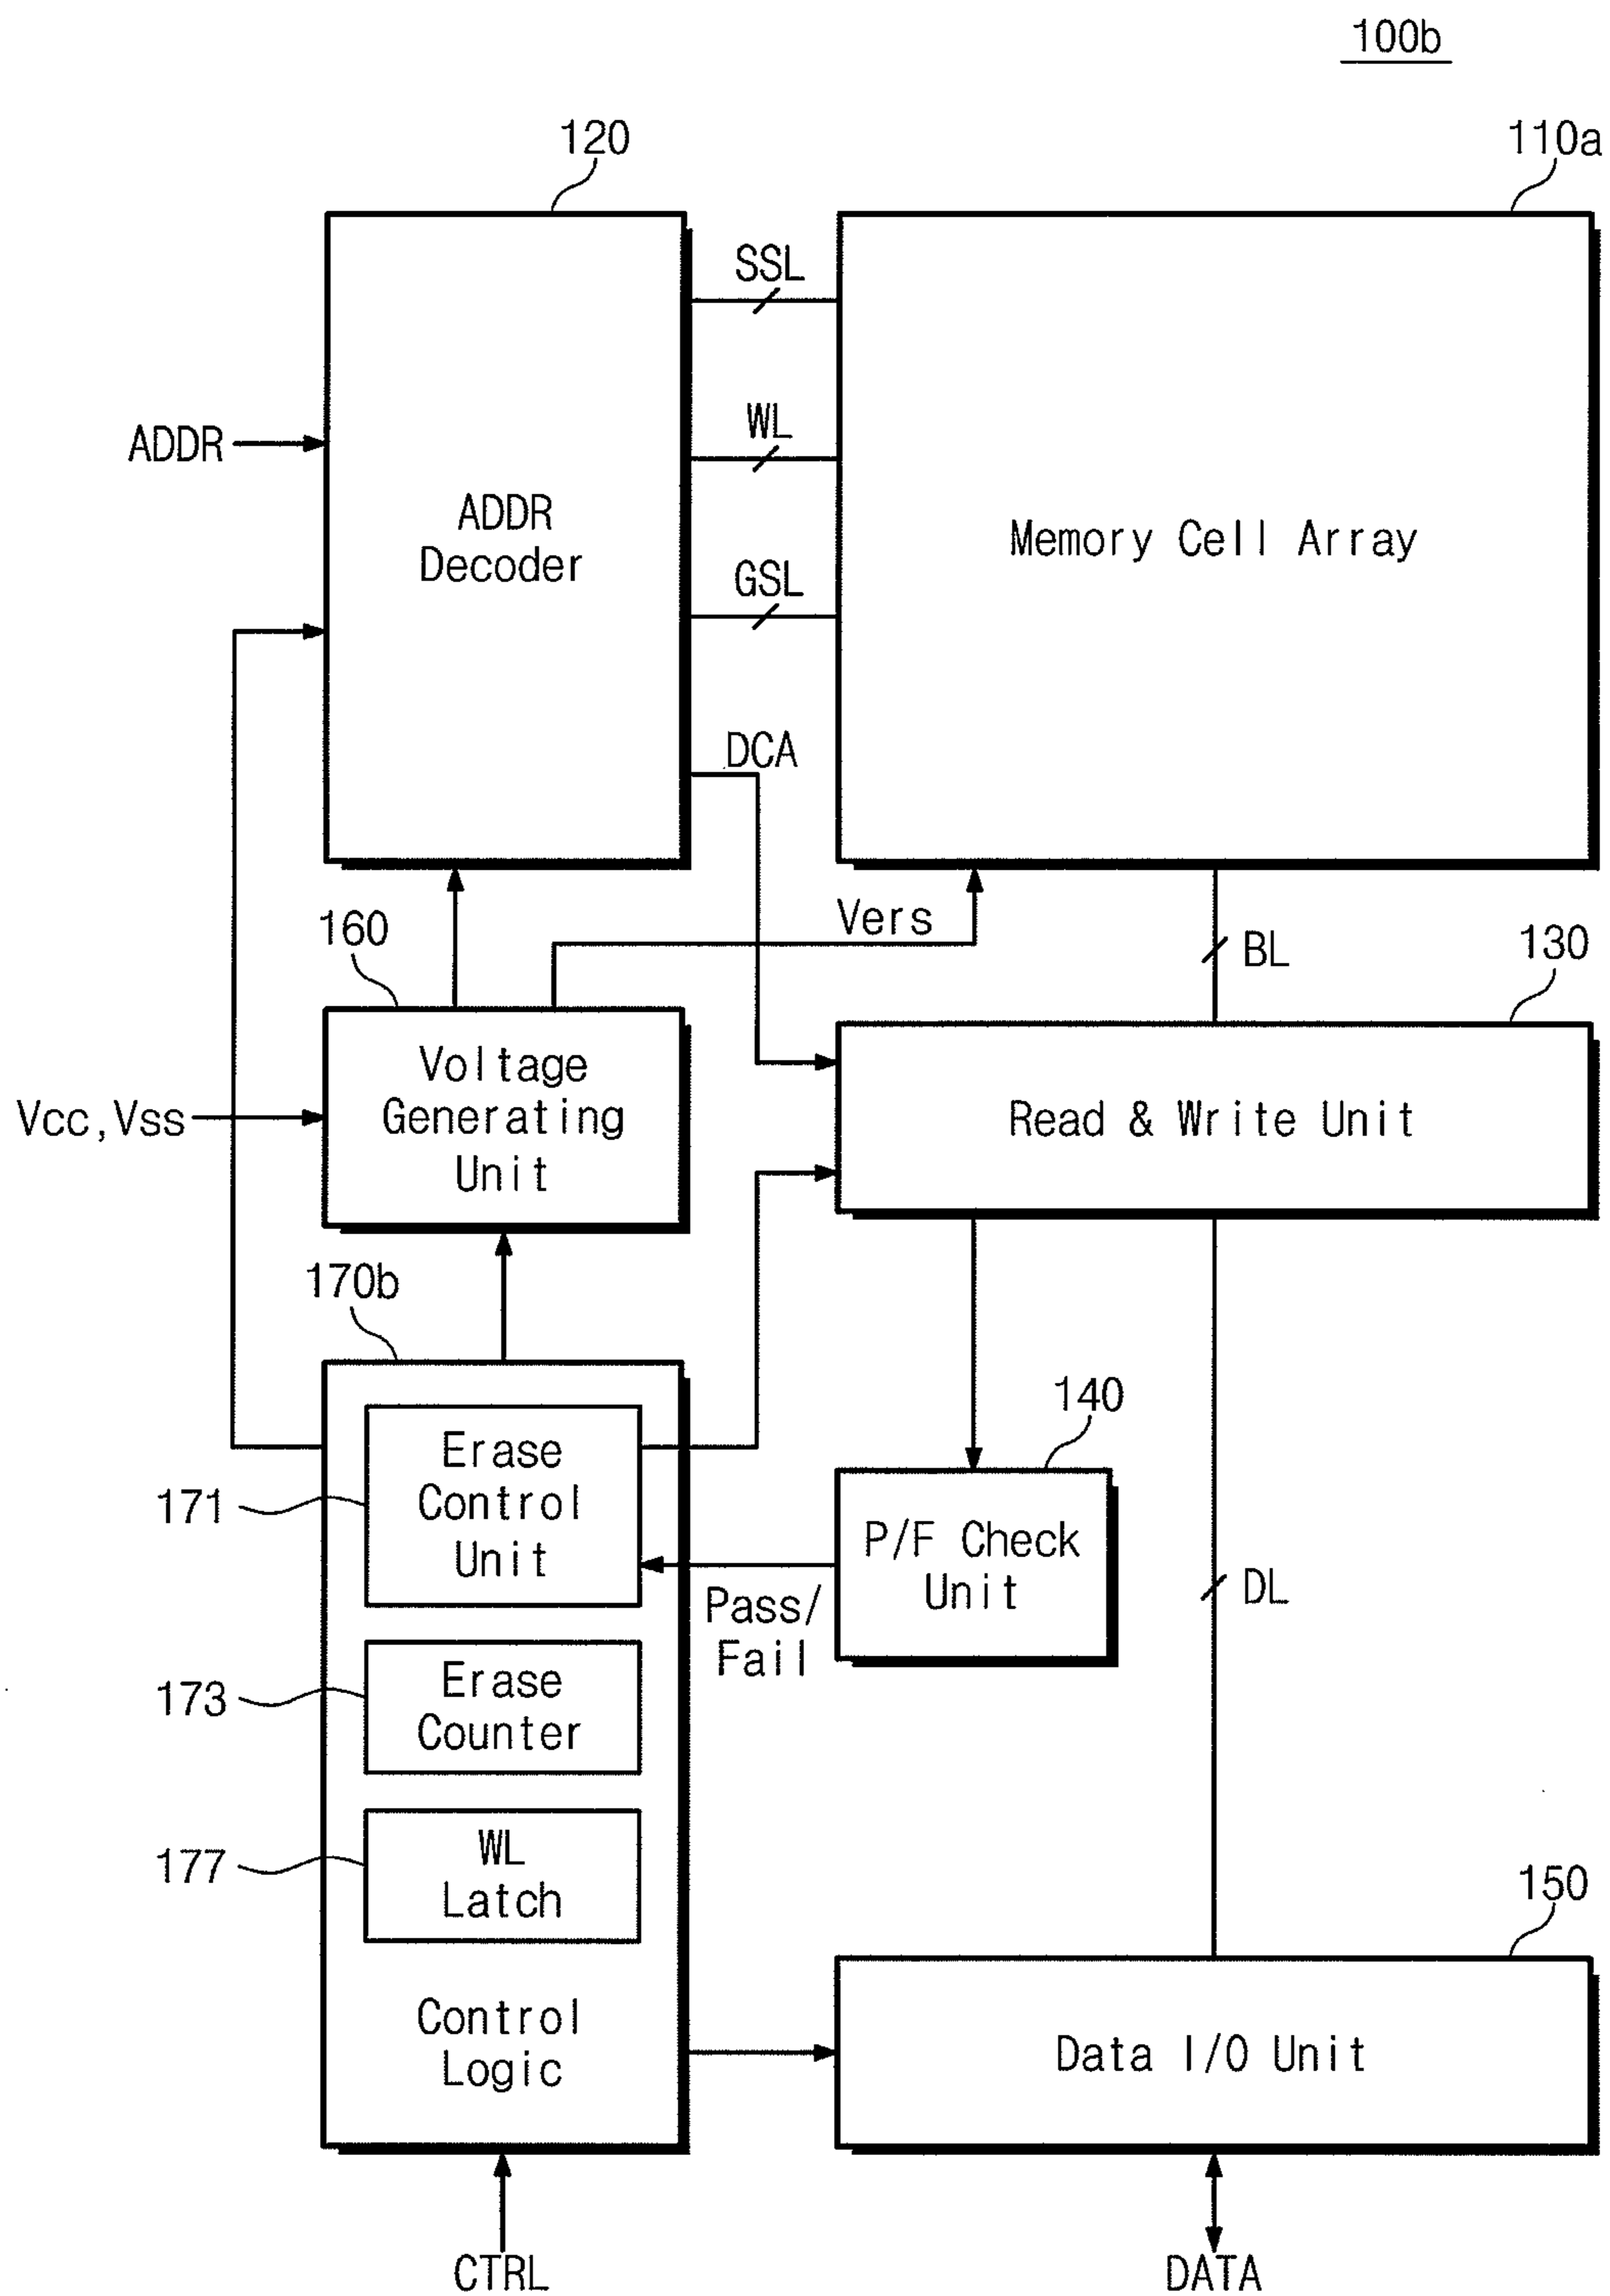 100b
120
110a
SSL
WL
ADDR
ADDR
Decoder
Memory Cell Array
GSL
DCA
160
Vers
BL
130
Voltage
Generating
Unit
Vcc,Vss
Read & Write Unit
170b
140
Erase
Control
Unit
171
P/F Check
Unit
DL
Pass/
Fail
Erase
Counter
173
WL
Latch
177
150
Control
Logic
Data I/O Unit
CTRL
DATA